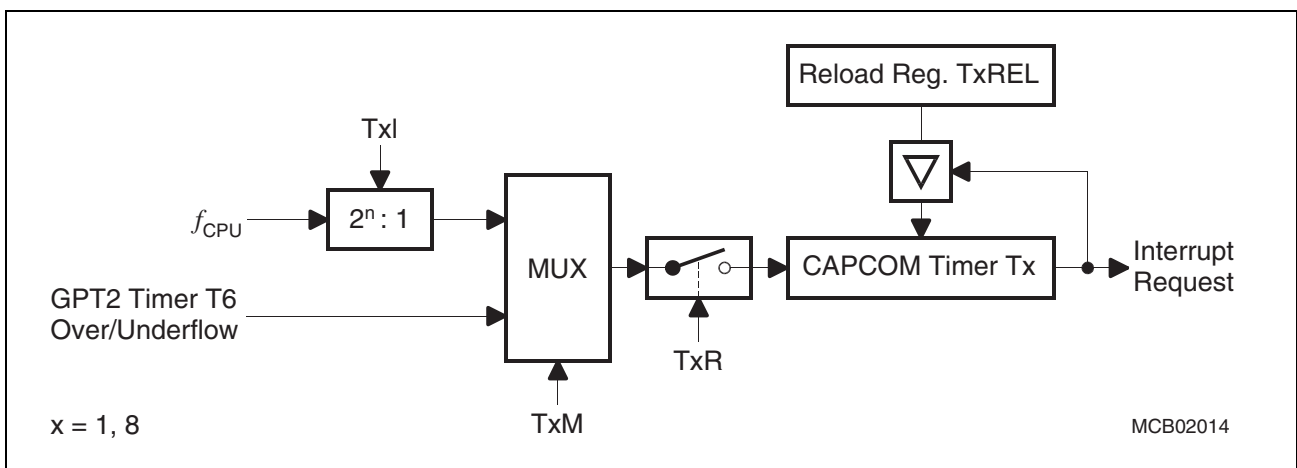 Reload Reg. TxREL
TxI
fCPU
2ⁿ : 1
MUX
CAPCOM Timer Tx
Interrupt
Request
GPT2 Timer T6
Over/Underflow
TxR
x = 1, 8
TxM
MCB02014